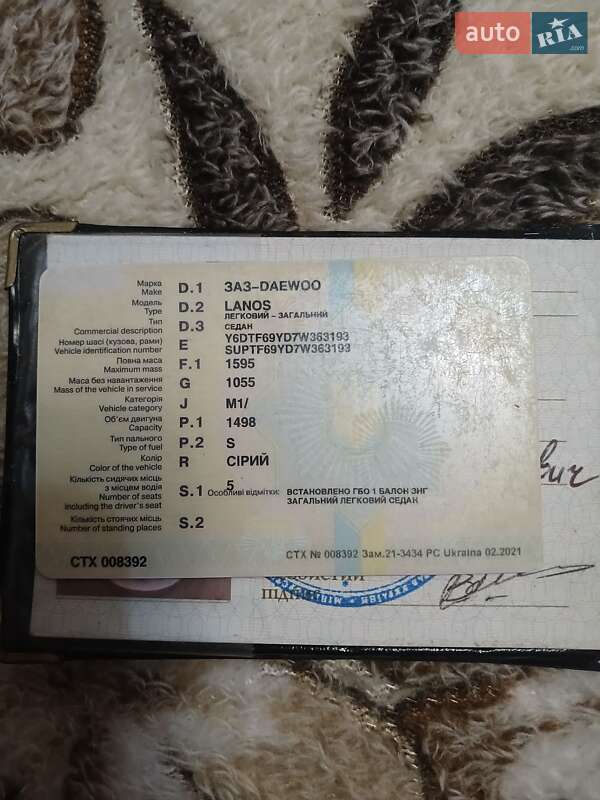 auto RIA.com
Марка
Make D.1 ЗАЗ-DAEWOO
Модель
Type D.2 LANOS
ЛЕГКОВИЙ - ЗАГАЛЬНИЙ
Тип
Commercial description D.3 СЕДАН
Номер шасі (кузова, рами)
Vehicle identification number E Y6DTF69YD7W363193
SUPTF69YD7W363193
Повна маса
Maximum mass F.1 1595
Маса без навантаження
Mass of the vehicle in service G 1055
Категорія
Vehicle category J M1/
Об'єм двигуна
Capacity P.1 1498
Тип пального
Type of fuel P.2 S
Колір
Color of the vehicle R СІРИЙ
Кількість сидячих місць
з місцем водія
Number of seats
including the driver's seat S.1 5
Особливі відмітки: ВСТАНОВЛЕНО ГБО 1 БАЛОН ЗНГ
ЗАГАЛЬНИЙ ЛЕГКОВИЙ СЕДАН
Кількість стоячих місць
Number of standing places S.2
СТХ 008392
СТХ № 008392 Зам.21-3434 РС Ukraina 02.2021